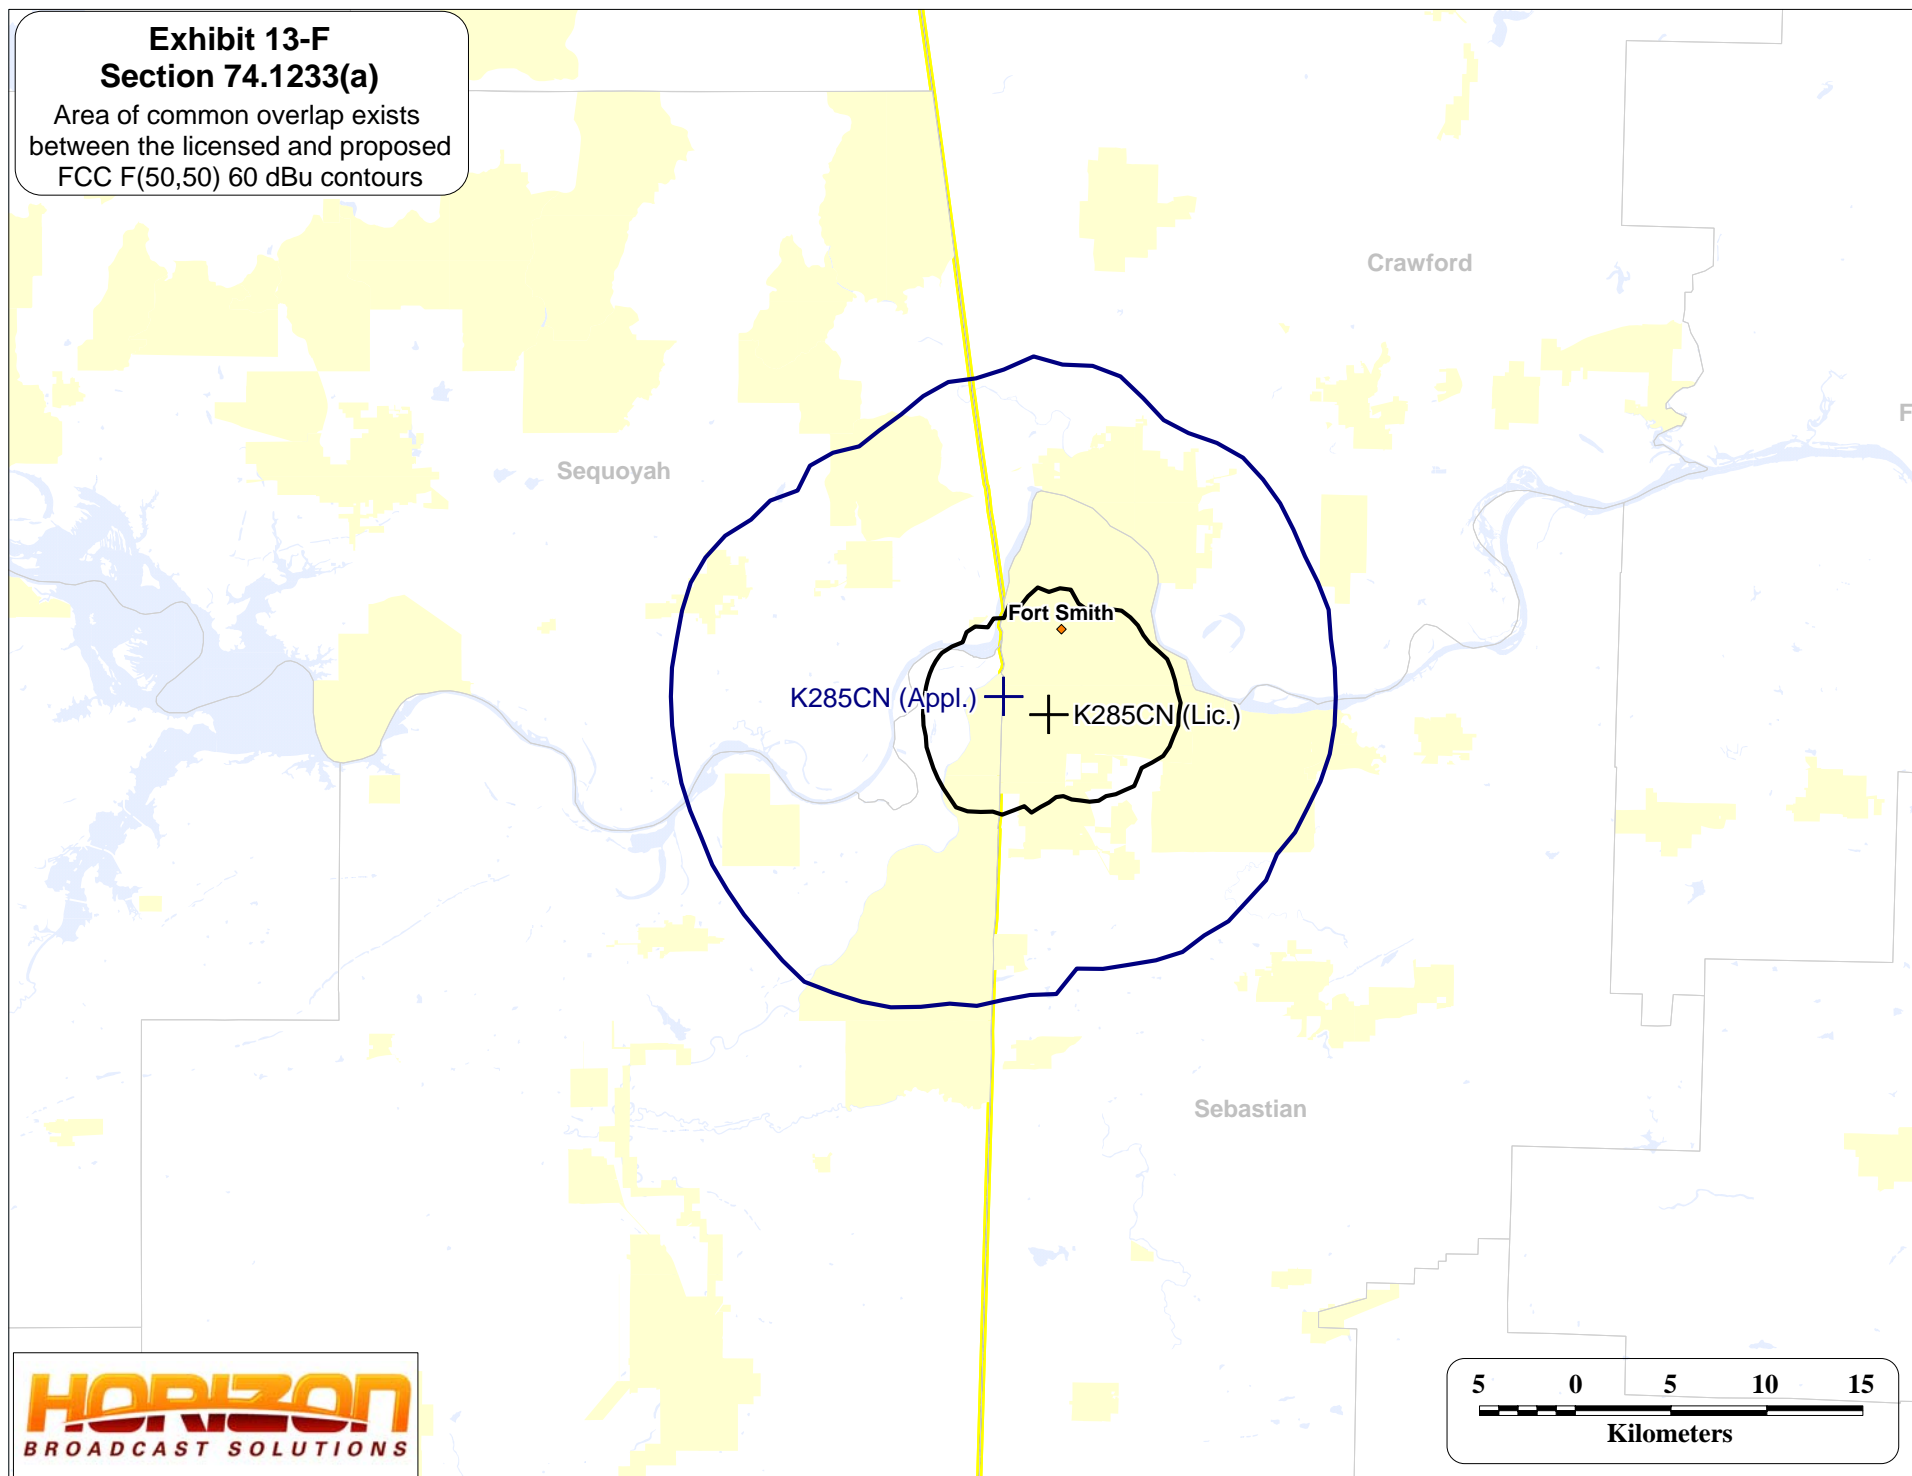 Exhibit 13-F
Section 74.1233(a)
Area of common overlap exists
between the licensed and proposed
FCC F(50,50) 60 dBu contours
Crawford
F
Sequoyah
Fort Smith
K285CN (Appl.)
K285CN (Lic.)
Sebastian
HORIZON
BROADCAST SOLUTIONS
5 0 5 10 15
Kilometers